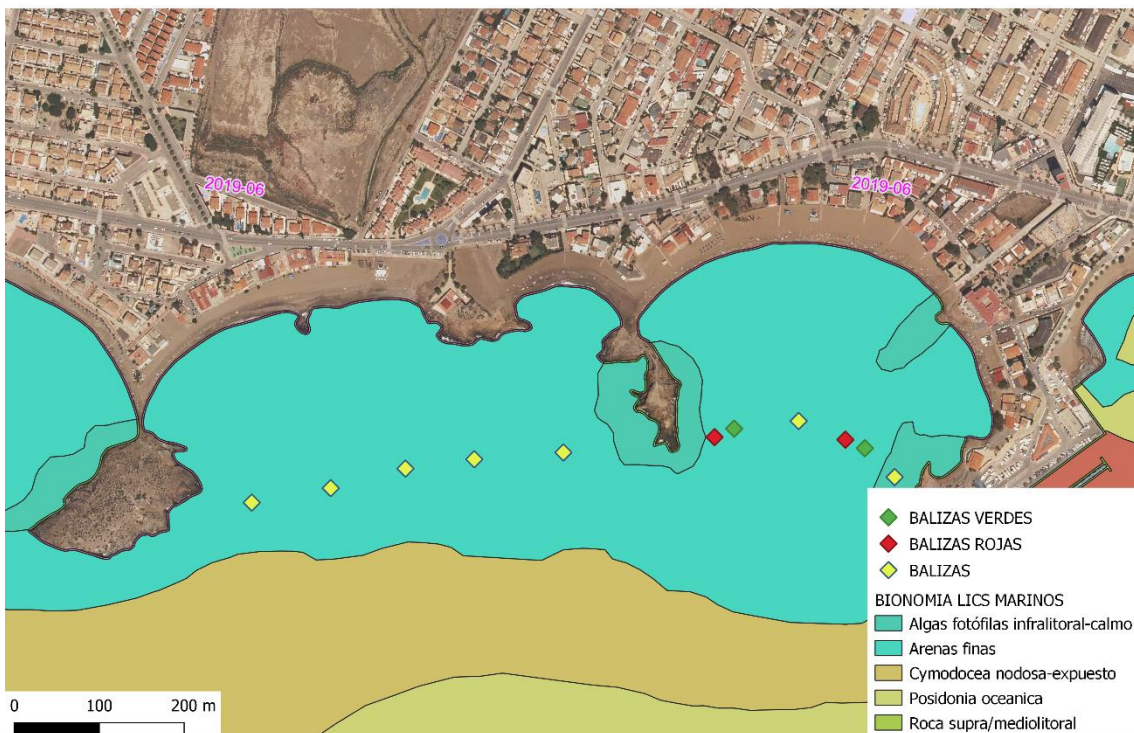 2019-06
2019-06
BALIZAS VERDES
BALIZAS ROJAS
BALIZAS
BIONOMIA LICS MARINOS
Algas fotófilas infralitoral-calmo
Arenas finas
Cymodocea nodosa-expuesto
Posidonia oceanica
Roca supra/mediolitoral
0 100 200 m